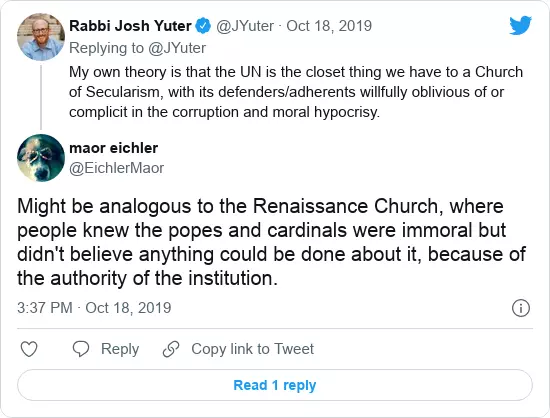 Rabbi Josh Yuter @JYuter · Oct 18, 2019
Replying to @JYuter
My own theory is that the UN is the closet thing we have to a Church
of Secularism, with its defenders/adherents willfully oblivious of or
complicit in the corruption and moral hypocrisy.
maor eichler
@EichlerMaor
Might be analogous to the Renaissance Church, where
people knew the popes and cardinals were immoral but
didn't believe anything could be done about it, because of
the authority of the institution.
3:37 PM · Oct 18, 2019
Reply Copy link to Tweet
Read 1 reply